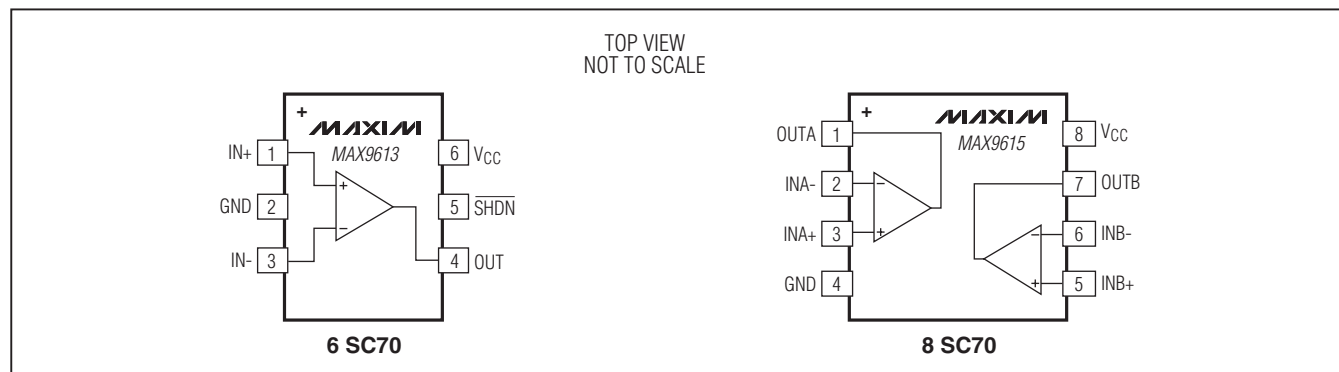 TOP VIEW
NOT TO SCALE
+
MAXIM
MAX9613
IN+ 1
GND 2
IN- 3
6 VCC
5 SHDN
4 OUT
+
−
6 SC70
+
MAXIM
MAX9615
OUTA 1
INA- 2
INA+ 3
GND 4
8 VCC
7 OUTB
6 INB-
5 INB+
−
+
−
+
8 SC70